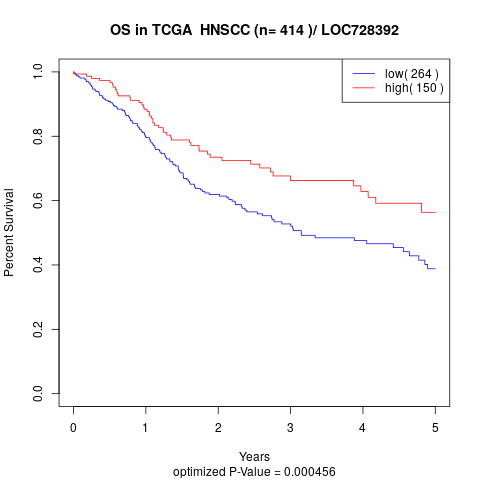 OS in TCGA  HNSCC (n= 414 )/ LOC728392
low( 264 )
high( 150 )
Percent Survival
1.0
0.8
0.6
0.4
0.2
0.0
0 1 2 3 4 5
Years
optimized P-Value = 0.000456